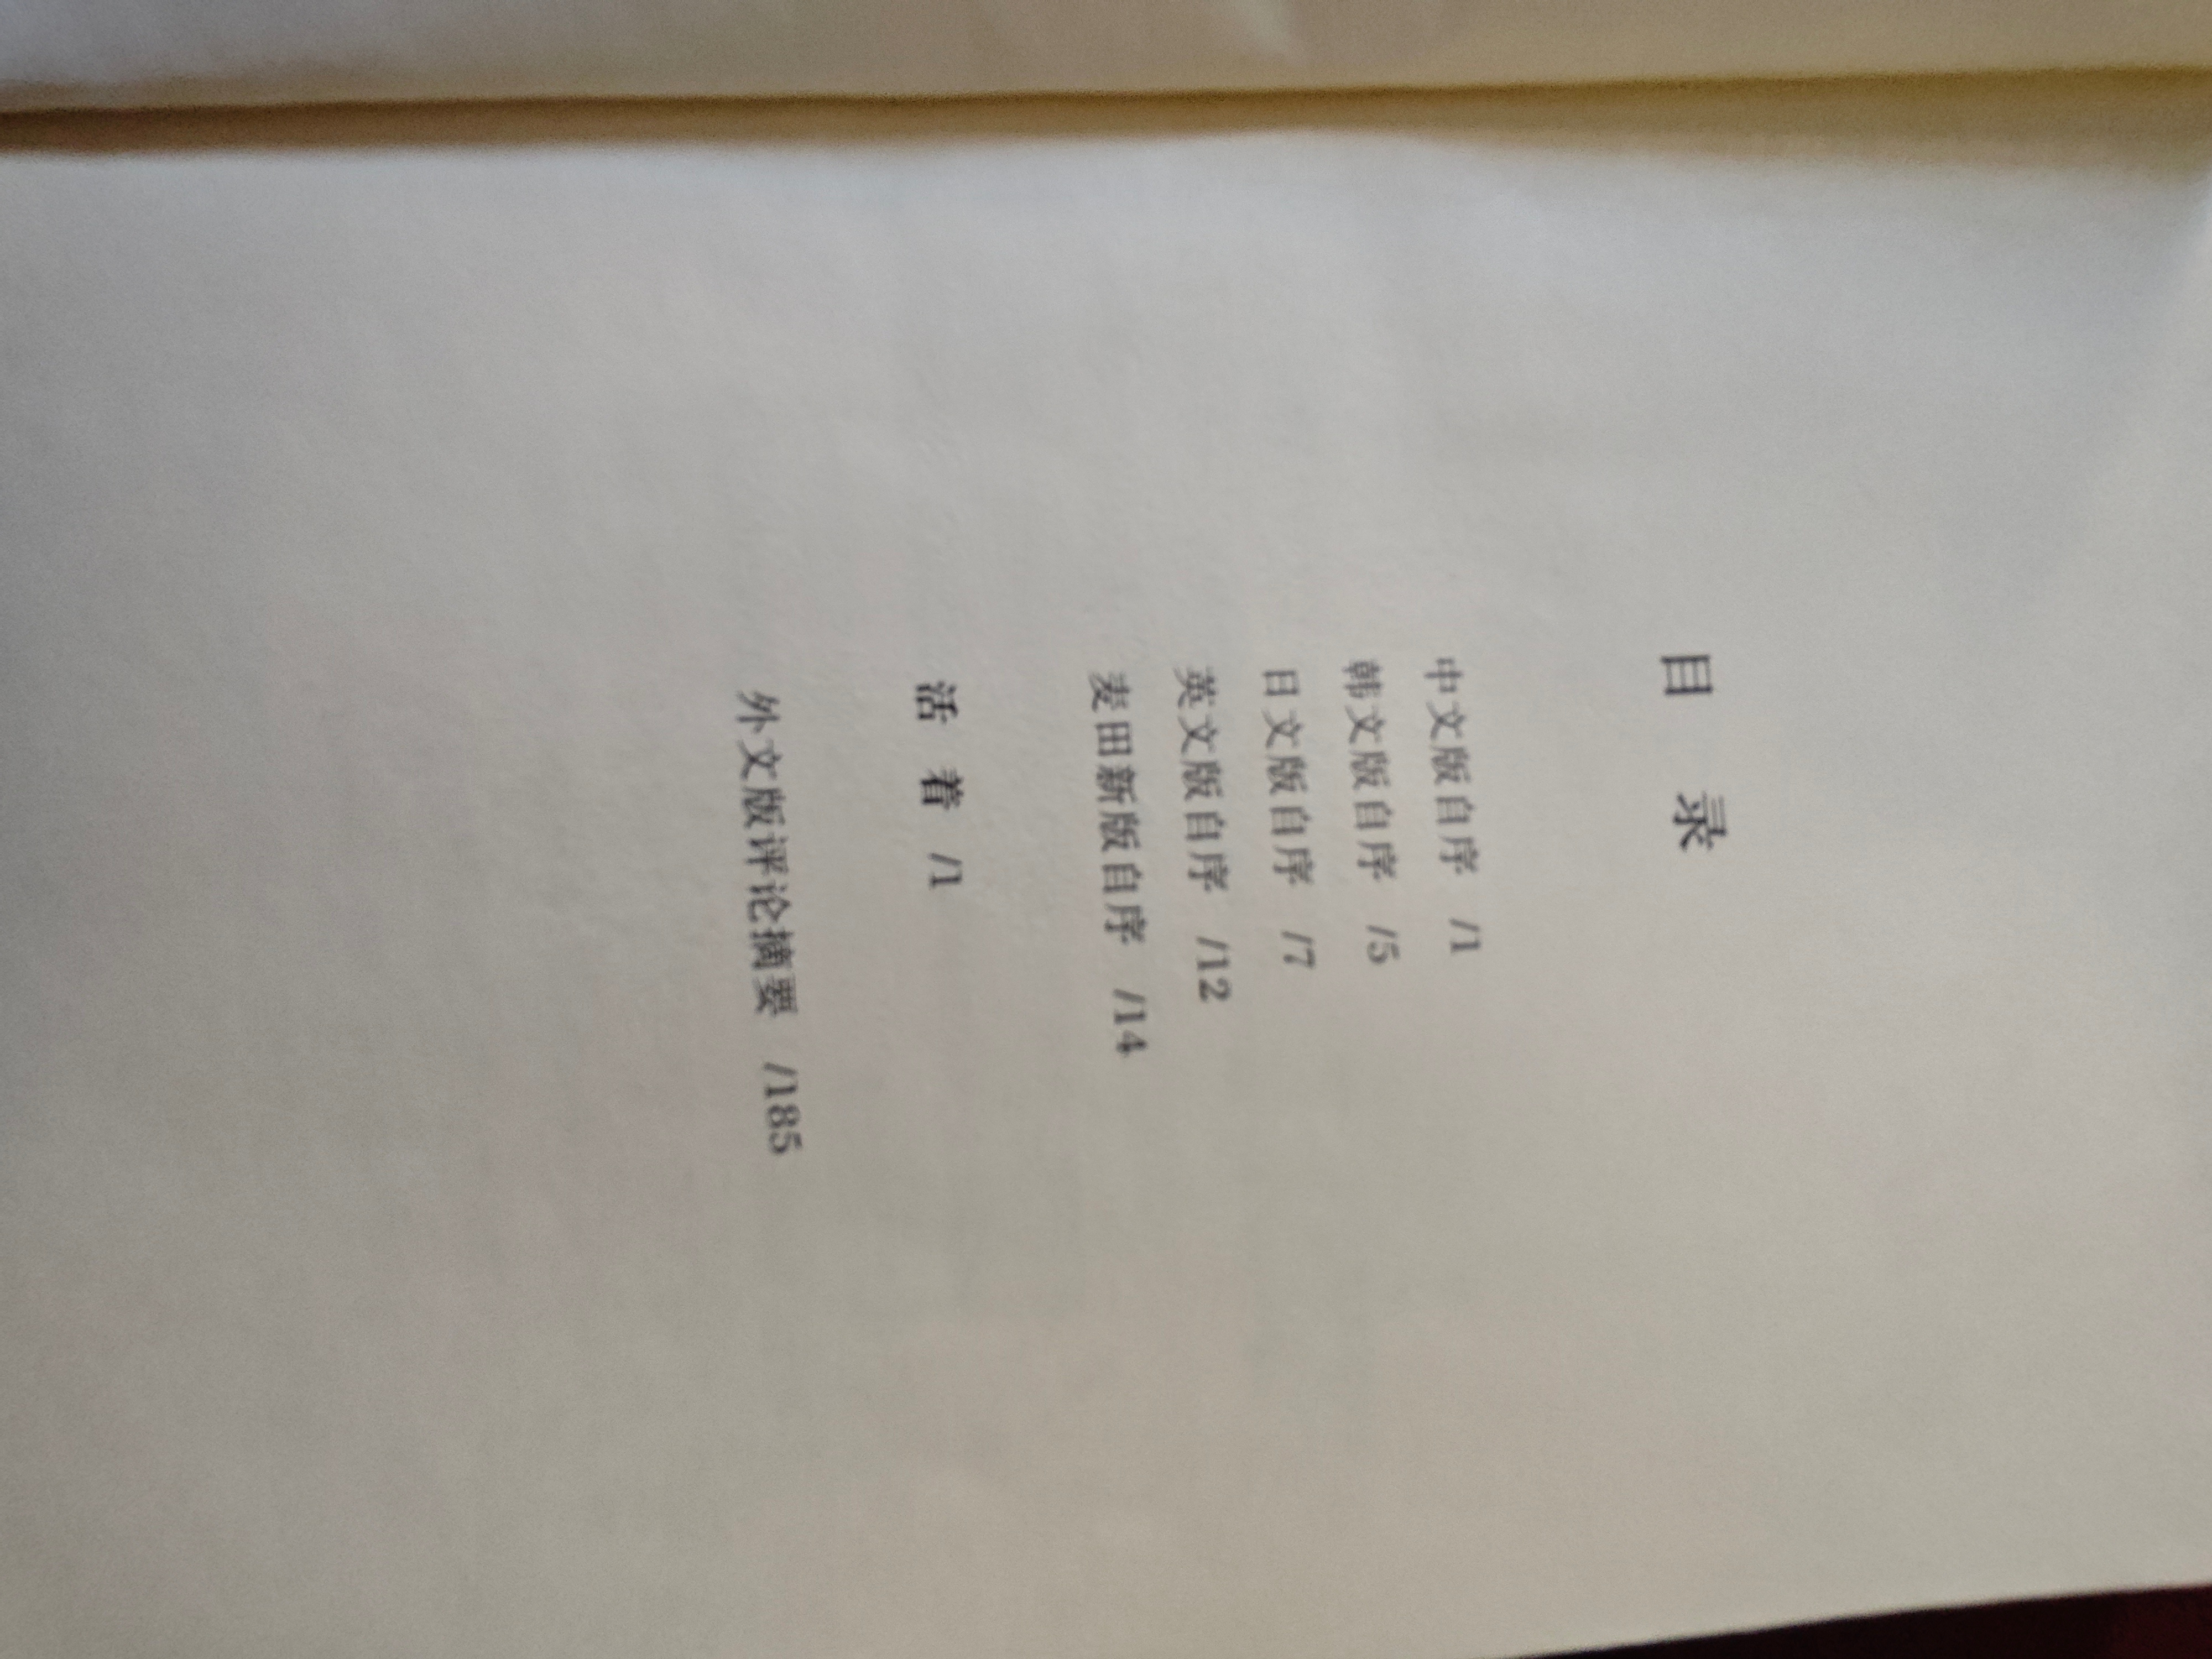 目 录
中文版自序 /1
韩文版自序 /5
日文版自序 /7
英文版自序 /12
麦田新版自序 /14
活 着 /1
外文版评论摘要 /185